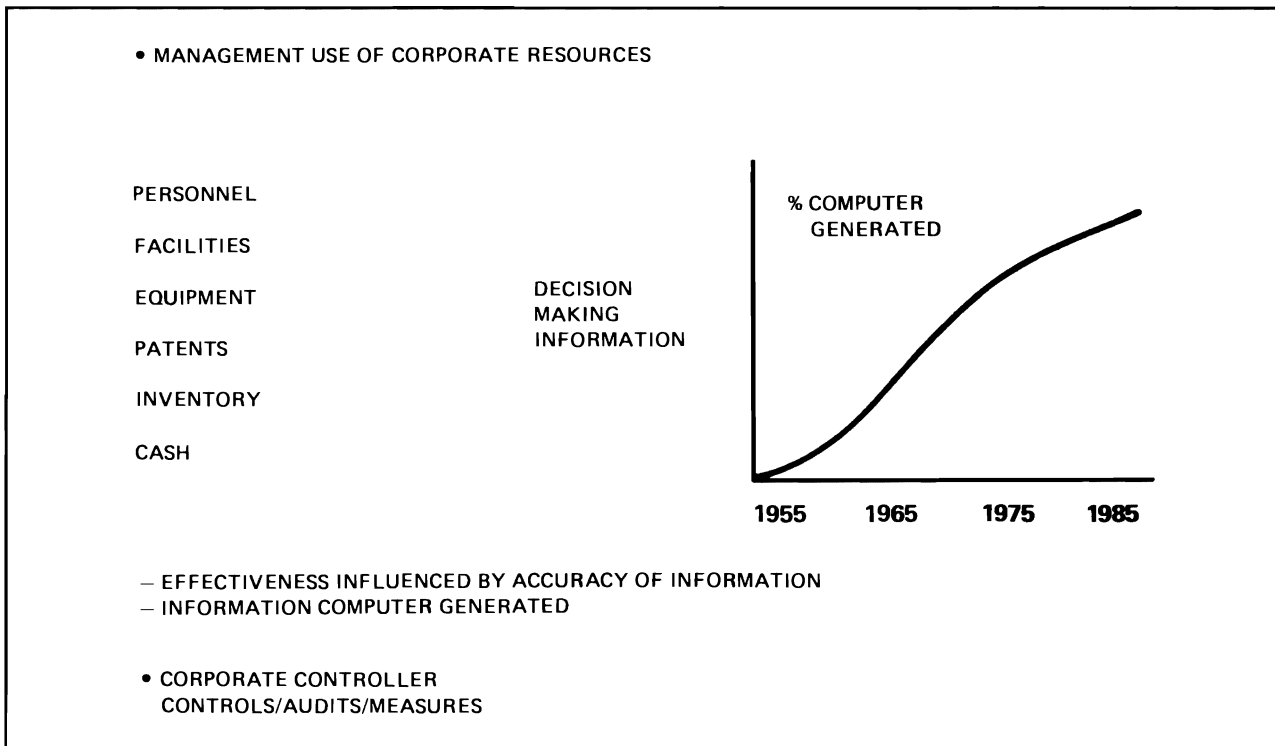 • MANAGEMENT USE OF CORPORATE RESOURCES
PERSONNEL
FACILITIES
EQUIPMENT
PATENTS
INVENTORY
CASH
DECISION
MAKING
INFORMATION
% COMPUTER
GENERATED
1955 1965 1975 1985
– EFFECTIVENESS INFLUENCED BY ACCURACY OF INFORMATION
– INFORMATION COMPUTER GENERATED
• CORPORATE CONTROLLER
CONTROLS/AUDITS/MEASURES